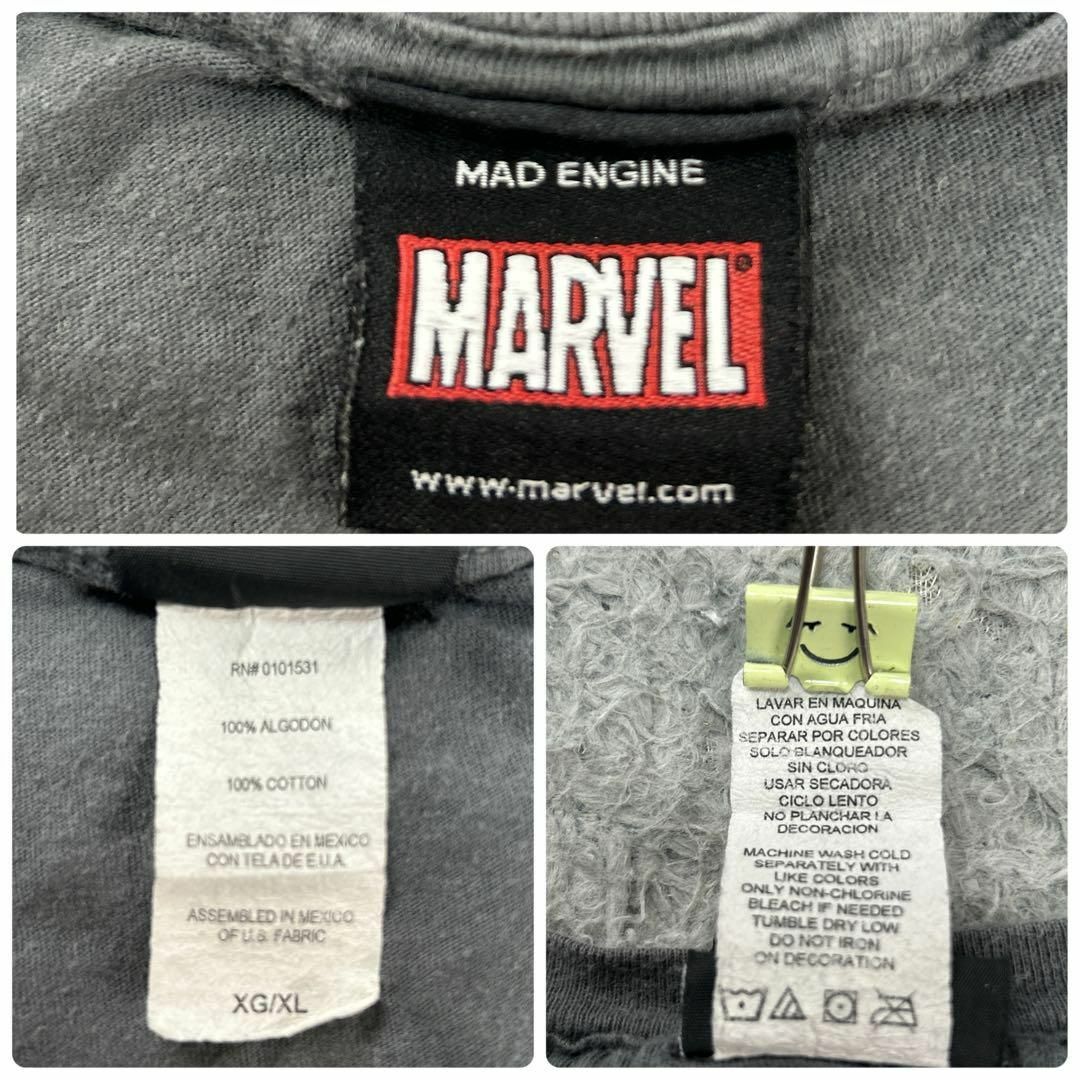 MAD ENGINE
MARVEL®
www.marvel.com
RN# 0101531
100% ALGODON
100% COTTON
ENSAMBLADO EN MEXICO
CON TELA DE E.U.A.
ASSEMBLED IN MEXICO
OF U.S. FABRIC
XG/XL
LAVAR EN MAQUINA
CON AGUA FRIA
SEPARAR POR COLORES
SOLO BLANQUEADOR
SIN CLORO
USAR SECADORA
CICLO LENTO
NO PLANCHAR LA
DECORACION
MACHINE WASH COLD
SEPARATELY WITH
LIKE COLORS
ONLY NON-CHLORINE
BLEACH IF NEEDED
TUMBLE DRY LOW
DO NOT IRON
ON DECORATION